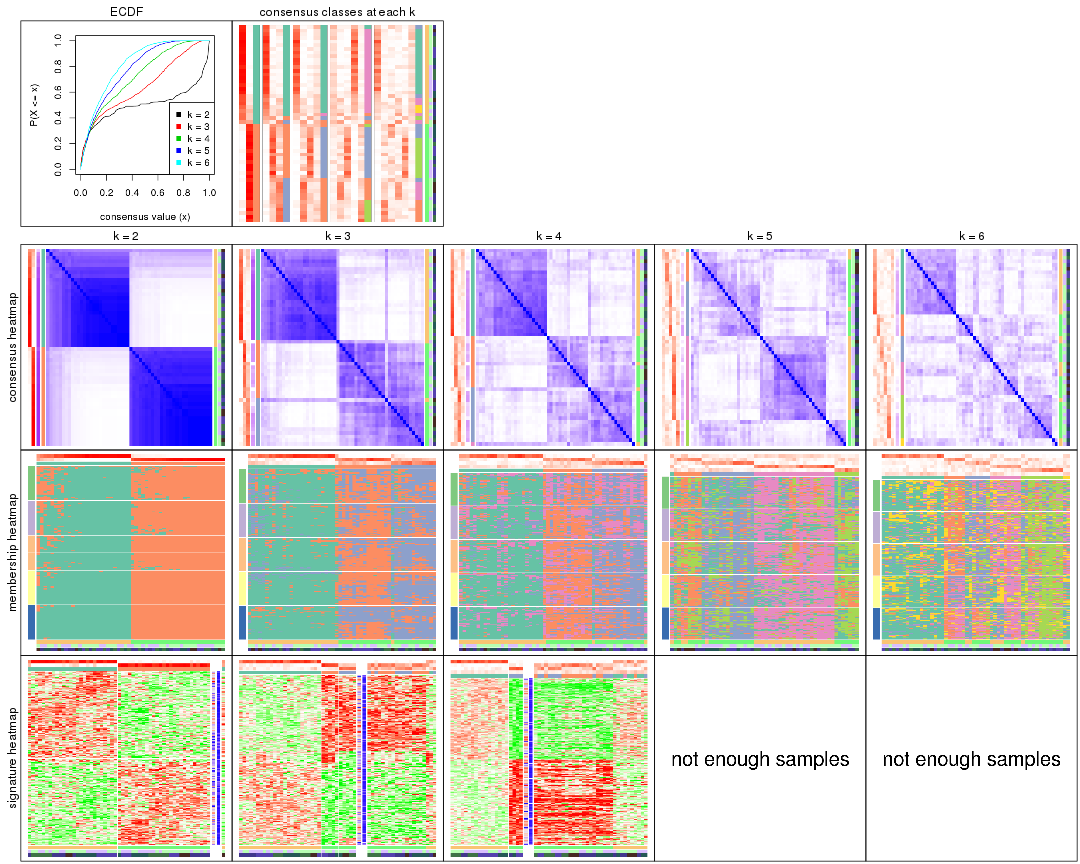 ECDF
consensus classes at each k
P(X <= x)
0.0 0.2 0.4 0.6 0.8 1.0
k = 2
k = 3
k = 4
k = 5
k = 6
0.0 0.2 0.4 0.6 0.8 1.0
consensus value (x)
k = 2
k = 3
k = 4
k = 5
k = 6
consensus heatmap
membership heatmap
signature heatmap
not enough samples
not enough samples